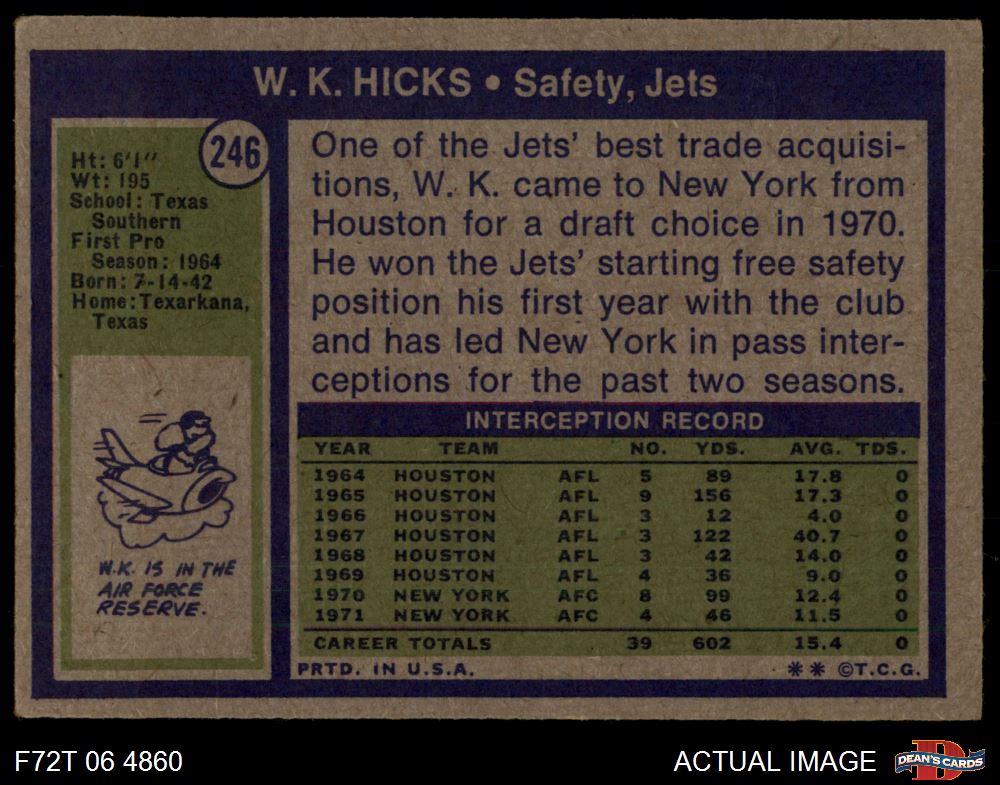 W. K. HICKS • Safety, Jets
246
Ht: 6'1"
Wt: 195
School: Texas
Southern
First Pro
Season: 1964
Born: 7-14-42
Home: Texarkana,
Texas
W.K. IS IN THE
AIR FORCE
RESERVE.
One of the Jets' best trade acquisi-
tions, W. K. came to New York from
Houston for a draft choice in 1970.
He won the Jets' starting free safety
position his first year with the club
and has led New York in pass inter-
ceptions for the past two seasons.
INTERCEPTION RECORD
YEAR TEAM NO. YDS. AVG. TDS.
1964 HOUSTON AFL 5 89 17.8 0
1965 HOUSTON AFL 9 156 17.3 0
1966 HOUSTON AFL 3 12 4.0 0
1967 HOUSTON AFL 3 122 40.7 0
1968 HOUSTON AFL 3 42 14.0 0
1969 HOUSTON AFL 4 36 9.0 0
1970 NEW YORK AFC 8 99 12.4 0
1971 NEW YORK AFC 4 46 11.5 0
CAREER TOTALS 39 602 15.4 0
PRTD. IN U.S.A. ** ©T.C.G.
F72T 06 4860 ACTUAL IMAGE
D
DEAN'S CARDS